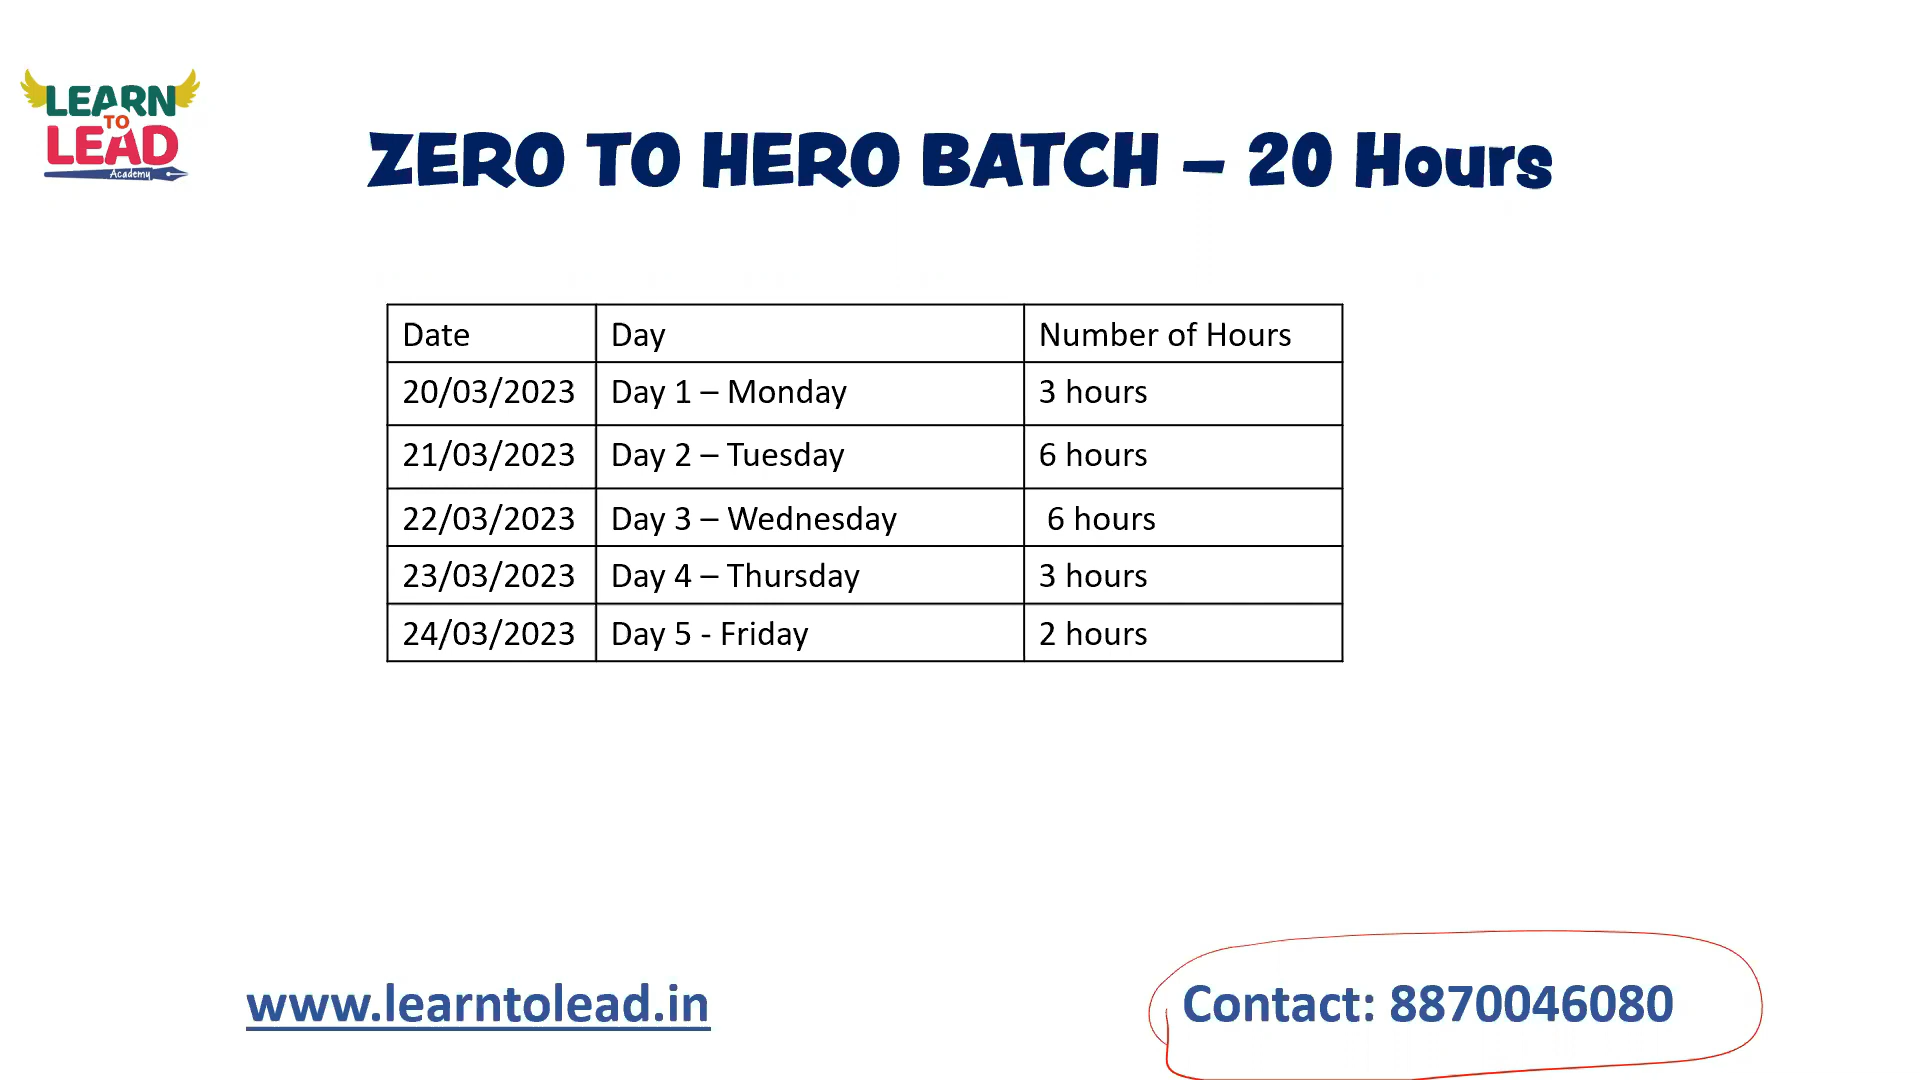 LEARN
TO
LEAD
Academy
ZERO TO HERO BATCH – 20 Hours
Date Day Number of Hours
20/03/2023 Day 1 – Monday 3 hours
21/03/2023 Day 2 – Tuesday 6 hours
22/03/2023 Day 3 – Wednesday 6 hours
23/03/2023 Day 4 – Thursday 3 hours
24/03/2023 Day 5 - Friday 2 hours
www.learntolead.in Contact: 8870046080